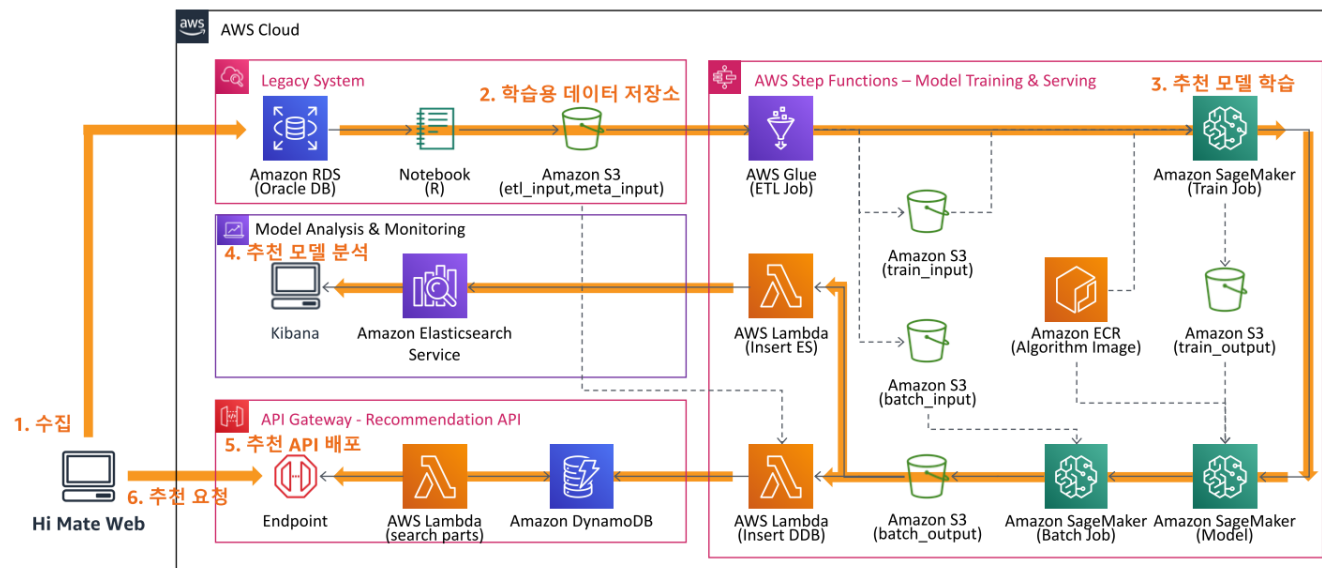 aws
AWS Cloud
Legacy System
2. 학습용 데이터 저장소
Amazon RDS
(Oracle DB)
Notebook
(R)
Amazon S3
(etl_input,meta_input)
AWS Step Functions – Model Training & Serving
3. 추천 모델 학습
AWS Glue
(ETL Job)
Amazon SageMaker
(Train Job)
Amazon S3
(train_input)
Model Analysis & Monitoring
4. 추천 모델 분석
Kibana
Amazon Elasticsearch
Service
AWS Lambda
(Insert ES)
Amazon ECR
(Algorithm Image)
Amazon S3
(train_output)
Amazon S3
(batch_input)
1. 수집
API Gateway - Recommendation API
5. 추천 API 배포
6. 추천 요청
Hi Mate Web
Endpoint
AWS Lambda
(search parts)
Amazon DynamoDB
AWS Lambda
(Insert DDB)
Amazon S3
(batch_output)
Amazon SageMaker
(Batch Job)
Amazon SageMaker
(Model)